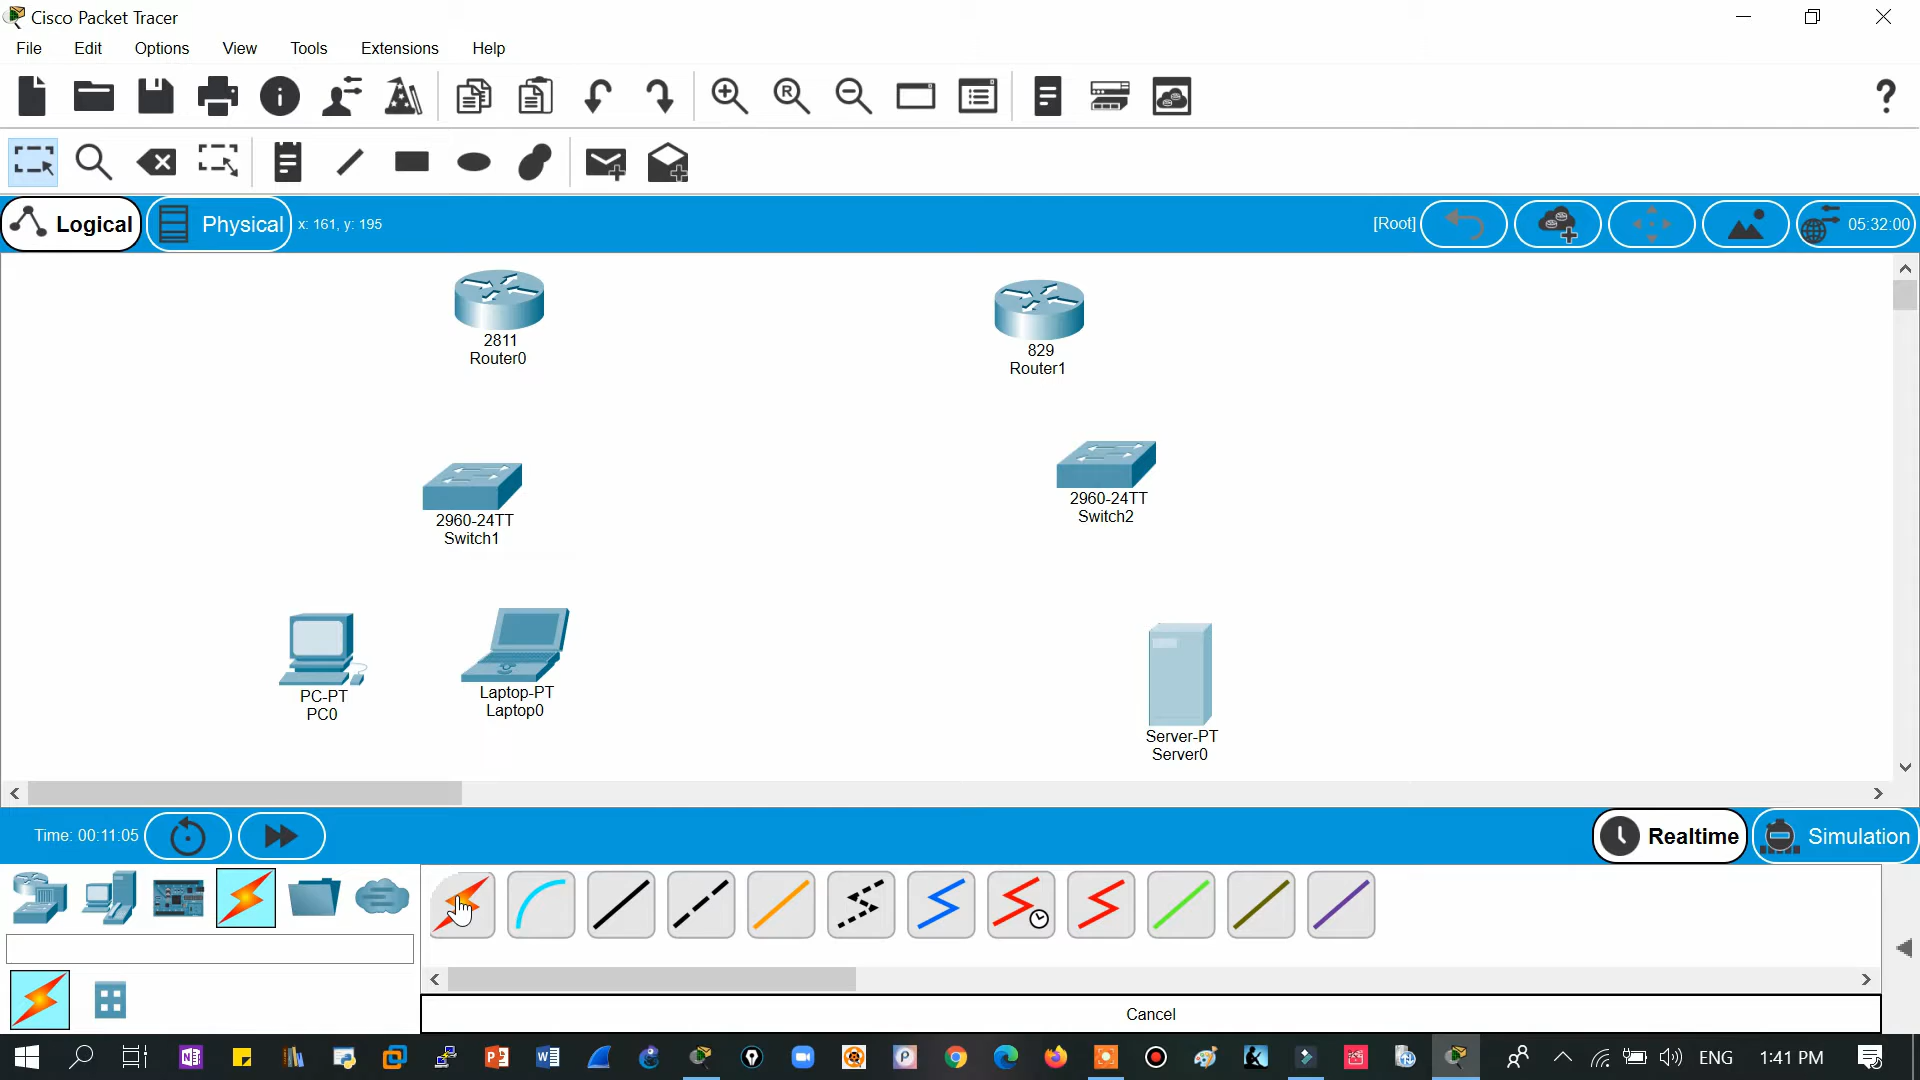 Cisco Packet Tracer
File Edit Options View Tools Extensions Help
Logical Physical x: 161, y: 195 [Root] 05:32:00
2811
Router0
829
Router1
2960-24TT
Switch1
2960-24TT
Switch2
PC-PT
PC0
Laptop-PT
Laptop0
Server-PT
Server0
Time: 00:11:05 Realtime Simulation
Cancel
ENG 1:41 PM